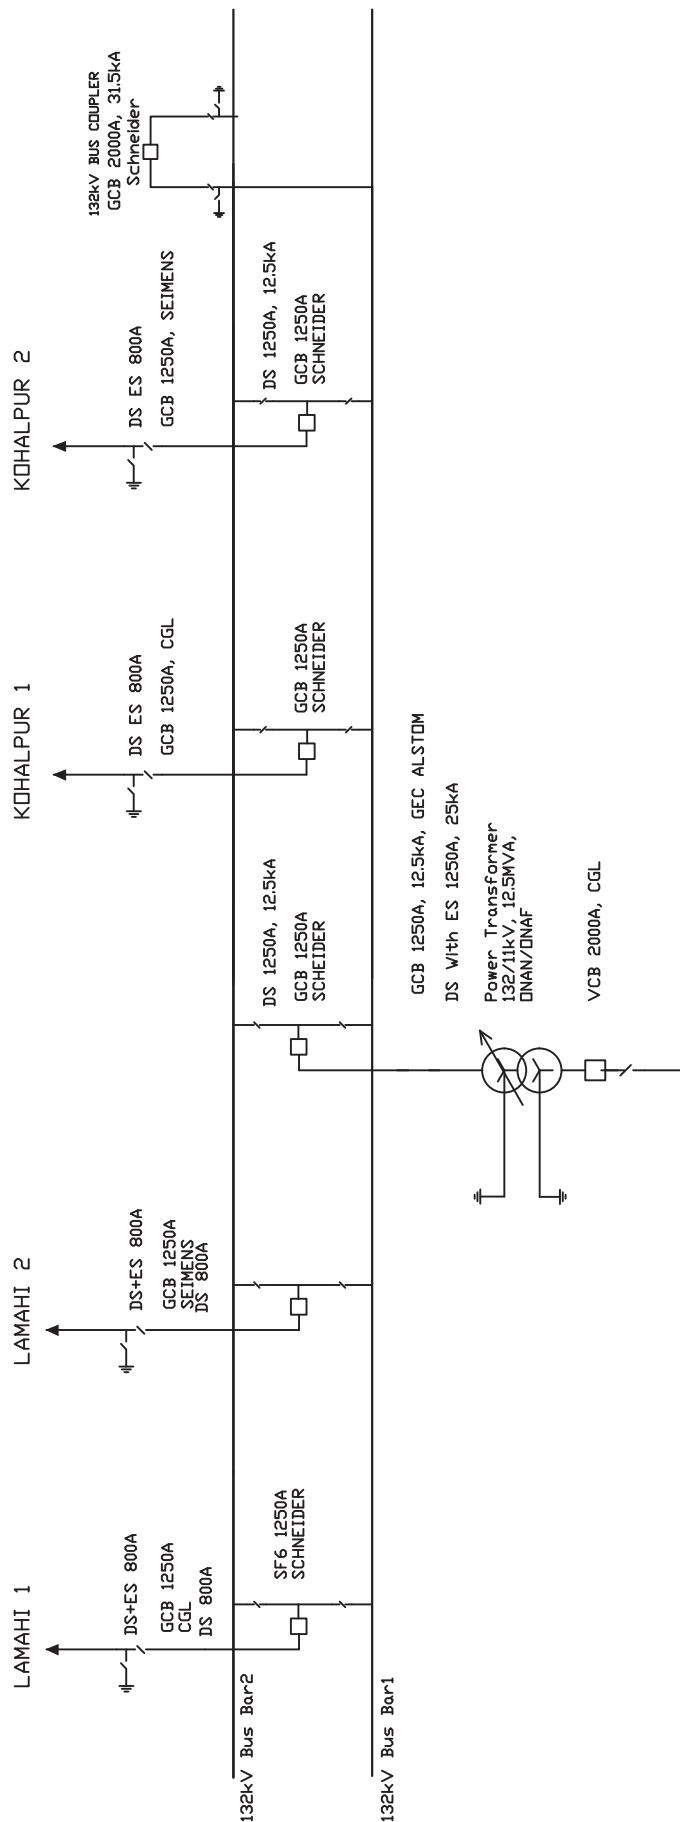 LAMAHI 1
DS+ES 800A
GCB 1250A
CGL
DS 800A
SF6 1250A
SCHNEIDER
132kV Bus Bar2
132kV Bus Bar1
LAMAHI 2
DS+ES 800A
GCB 1250A
SEIMENS
DS 800A
DS 1250A, 12.5kA
GCB 1250A
SCHEIDER
GCB 1250A, 12.5kA, GEC ALSTOM
DS With ES 1250A, 25kA
Power Transformer
132/11kV, 12.5MVA,
ONAN/ONAF
VCB 2000A, CGL
KOHALPUR 1
DS ES 800A
GCB 1250A, CGL
GCB 1250A
SCHNEIDER
KOHALPUR 2
DS ES 800A
GCB 1250A, SEIMENS
DS 1250A, 12.5kA
GCB 1250A
SCHNEIDER
132kV BUS COUPLER
GCB 2000A, 31.5kA
Schneider